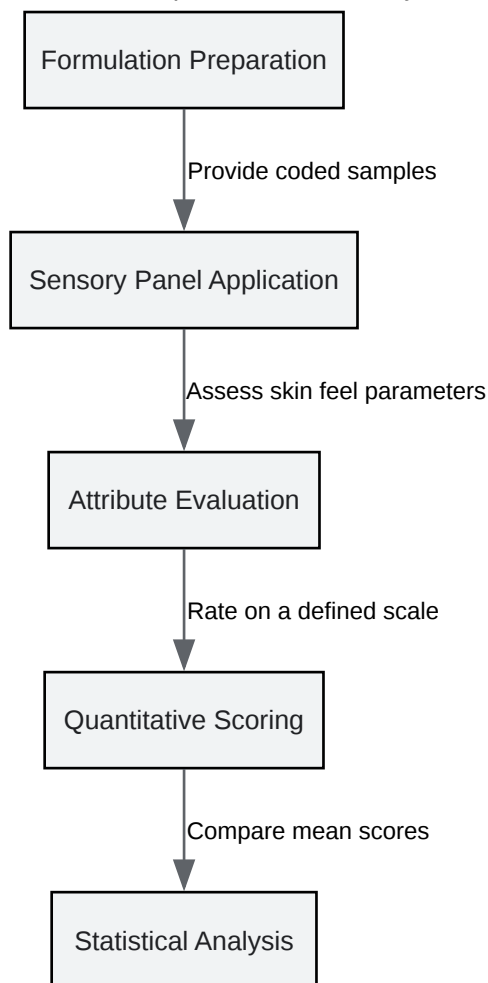 Formulation Preparation
Provide coded samples
Sensory Panel Application
Assess skin feel parameters
Attribute Evaluation
Rate on a defined scale
Quantitative Scoring
Compare mean scores
Statistical Analysis